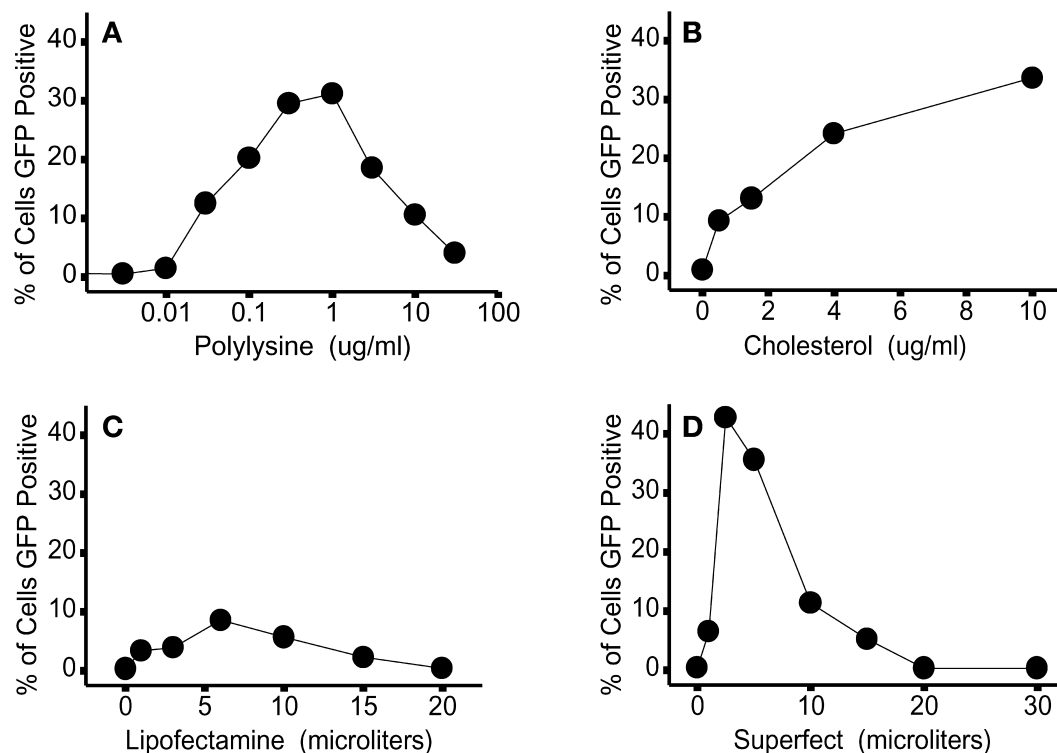 A
% of Cells GFP Positive
40
30
20
10
0
0.01 0.1 1 10 100
Polylysine (ug/ml)
B
% of Cells GFP Positive
40
30
20
10
0
0 2 4 6 8 10
Cholesterol (ug/ml)
C
% of Cells GFP Positive
40
30
20
10
0
0 5 10 15 20
Lipofectamine (microliters)
D
% of Cells GFP Positive
40
30
20
10
0
0 10 20 30
Superfect (microliters)